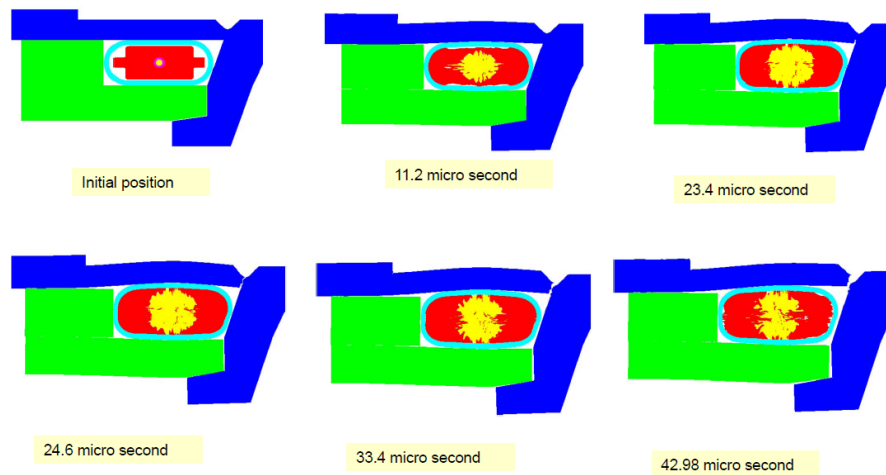 Initial position
11.2 micro second
23.4 micro second
24.6 micro second
33.4 micro second
42.98 micro second